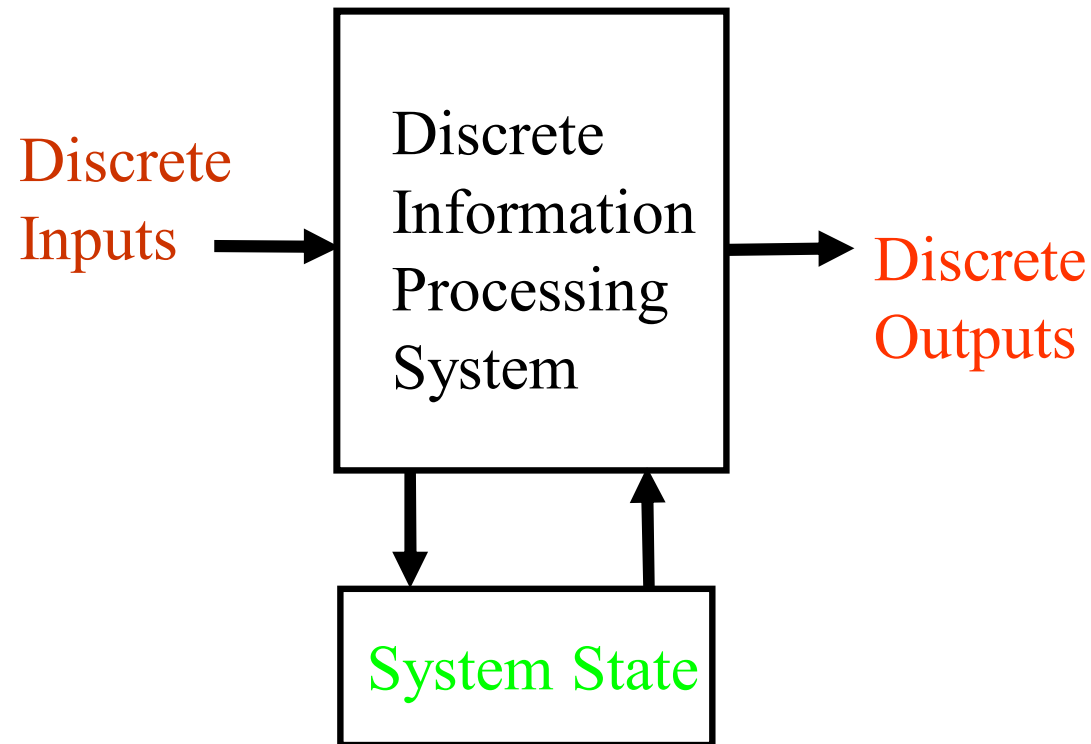 Discrete
Inputs
Discrete
Information
Processing
System
Discrete
Outputs
System State